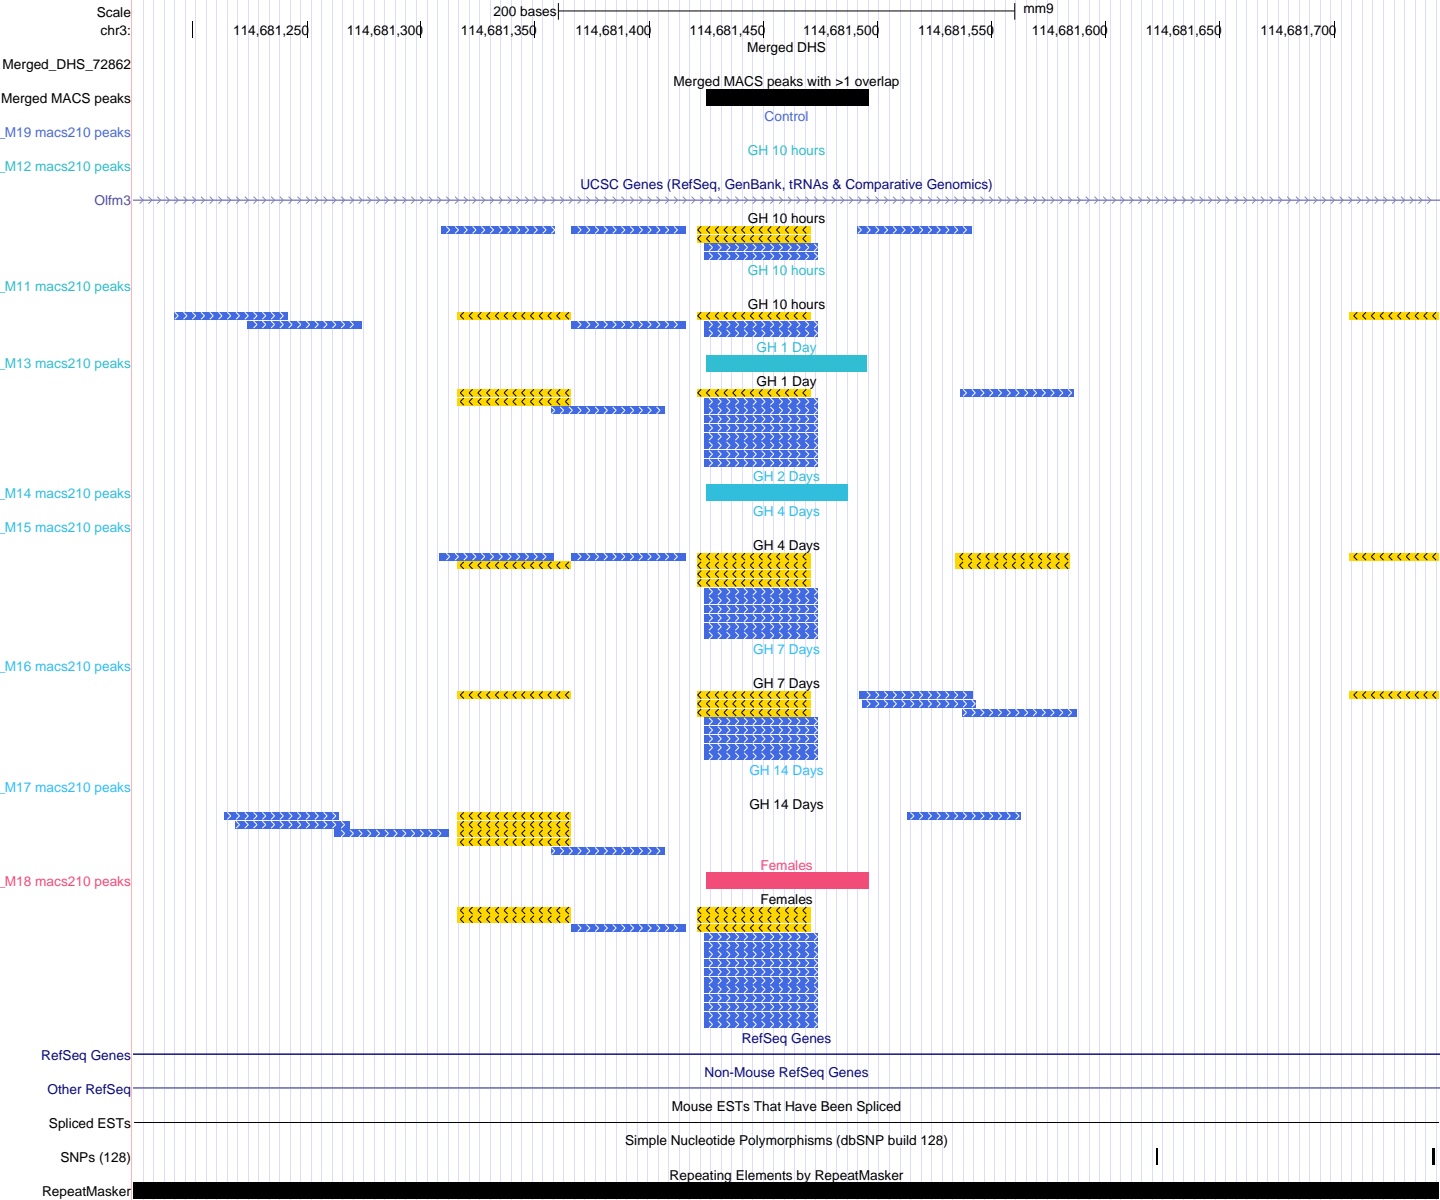 Scale 200 bases mm9
chr3: 114,681,250 114,681,300 114,681,350 114,681,400 114,681,450 114,681,500 114,681,550 114,681,600 114,681,650 114,681,700
Merged DHS
Merged_DHS_72862
Merged MACS peaks with >1 overlap
Merged MACS peaks
Control
_M19 macs210 peaks
GH 10 hours
_M12 macs210 peaks
UCSC Genes (RefSeq, GenBank, tRNAs & Comparative Genomics)
Olfm3
GH 10 hours
GH 10 hours
_M11 macs210 peaks
GH 10 hours
GH 1 Day
_M13 macs210 peaks
GH 1 Day
GH 2 Days
_M14 macs210 peaks
GH 4 Days
_M15 macs210 peaks
GH 4 Days
GH 7 Days
_M16 macs210 peaks
GH 7 Days
GH 14 Days
_M17 macs210 peaks
GH 14 Days
Females
_M18 macs210 peaks
Females
RefSeq Genes
RefSeq Genes
Non-Mouse RefSeq Genes
Other RefSeq
Mouse ESTs That Have Been Spliced
Spliced ESTs
Simple Nucleotide Polymorphisms (dbSNP build 128)
SNPs (128)
Repeating Elements by RepeatMasker
RepeatMasker